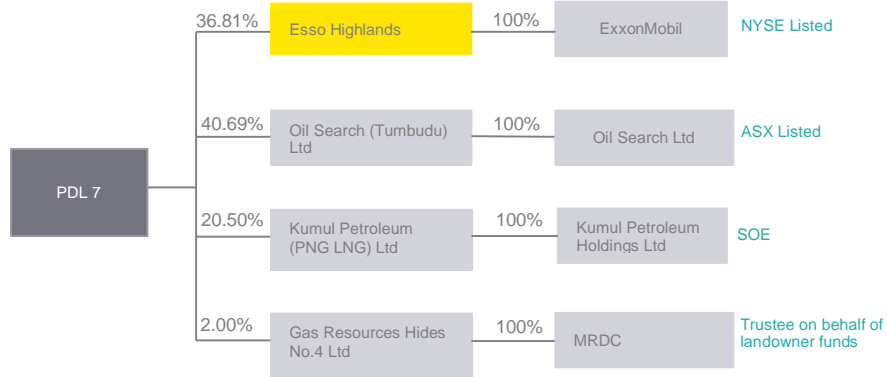 36.81%
Esso Highlands
100%
ExxonMobil
NYSE Listed
40.69%
Oil Search (Tumbudu)
Ltd
100%
Oil Search Ltd
ASX Listed
PDL 7
20.50%
Kumul Petroleum
(PNG LNG) Ltd
100%
Kumul Petroleum
Holdings Ltd
SOE
2.00%
Gas Resources Hides
No.4 Ltd
100%
MRDC
Trustee on behalf of
landowner funds